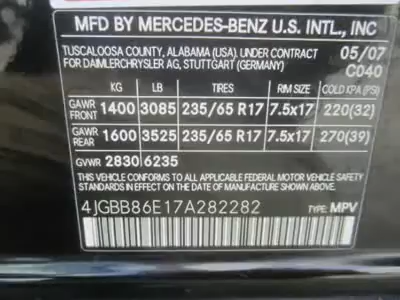 MFD BY MERCEDES-BENZ U.S. INTL., INC
TUSCALOOSA COUNTY, ALABAMA (USA). UNDER CONTRACT 05/07
FOR DAIMLERCHRYSLER AG, STUTTGART (GERMANY) C040
KG LB TIRES RIM SIZE COLD KPA (PSI)
GAWR FRONT 1400 3085 235/65 R17 7.5x17 220(32)
GAWR REAR 1600 3525 235/65 R17 7.5x17 270(39)
GVWR 2830 6235
THIS VEHICLE CONFORMS TO ALL APPLICABLE FEDERAL MOTOR VEHICLE SAFETY
STANDARDS IN EFFECT ON THE DATE OF MANUFACTURE SHOWN ABOVE.
4JGBB86E17A282282 TYPE: MPV